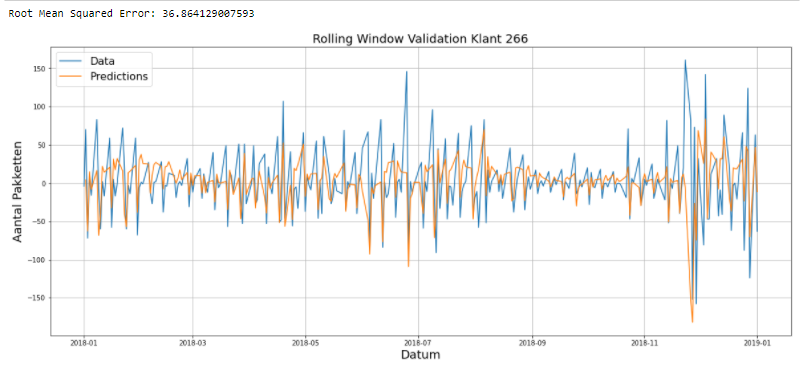 Root Mean Squared Error: 36.864129007593
Rolling Window Validation Klant 266
Data
Predictions
Aantal Pakketten
150
100
50
0
−50
−100
−150
2018-01
2018-03
2018-05
2018-07
2018-09
2018-11
2019-01
Datum